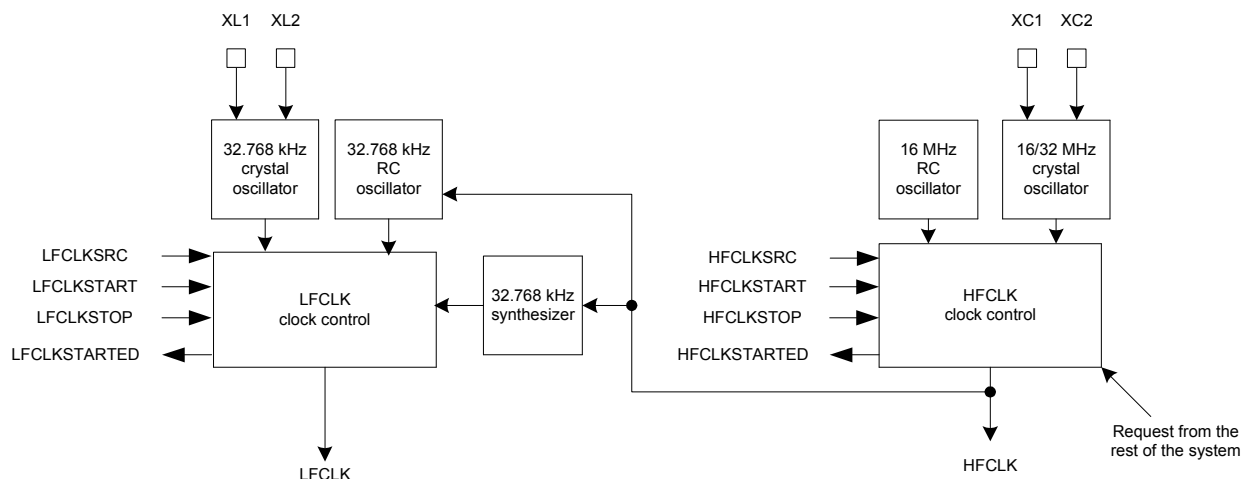 XL1 XL2 XC1 XC2
32.768 kHz
crystal
oscillator
32.768 kHz
RC
oscillator
16 MHz
RC
oscillator
16/32 MHz
crystal
oscillator
LFCLKSRC
LFCLKSTART
LFCLKSTOP
LFCLKSTARTED
LFCLK
clock control
32.768 kHz
synthesizer
HFCLKSRC
HFCLKSTART
HFCLKSTOP
HFCLKSTARTED
HFCLK
clock control
Request from the
rest of the system
LFCLK
HFCLK